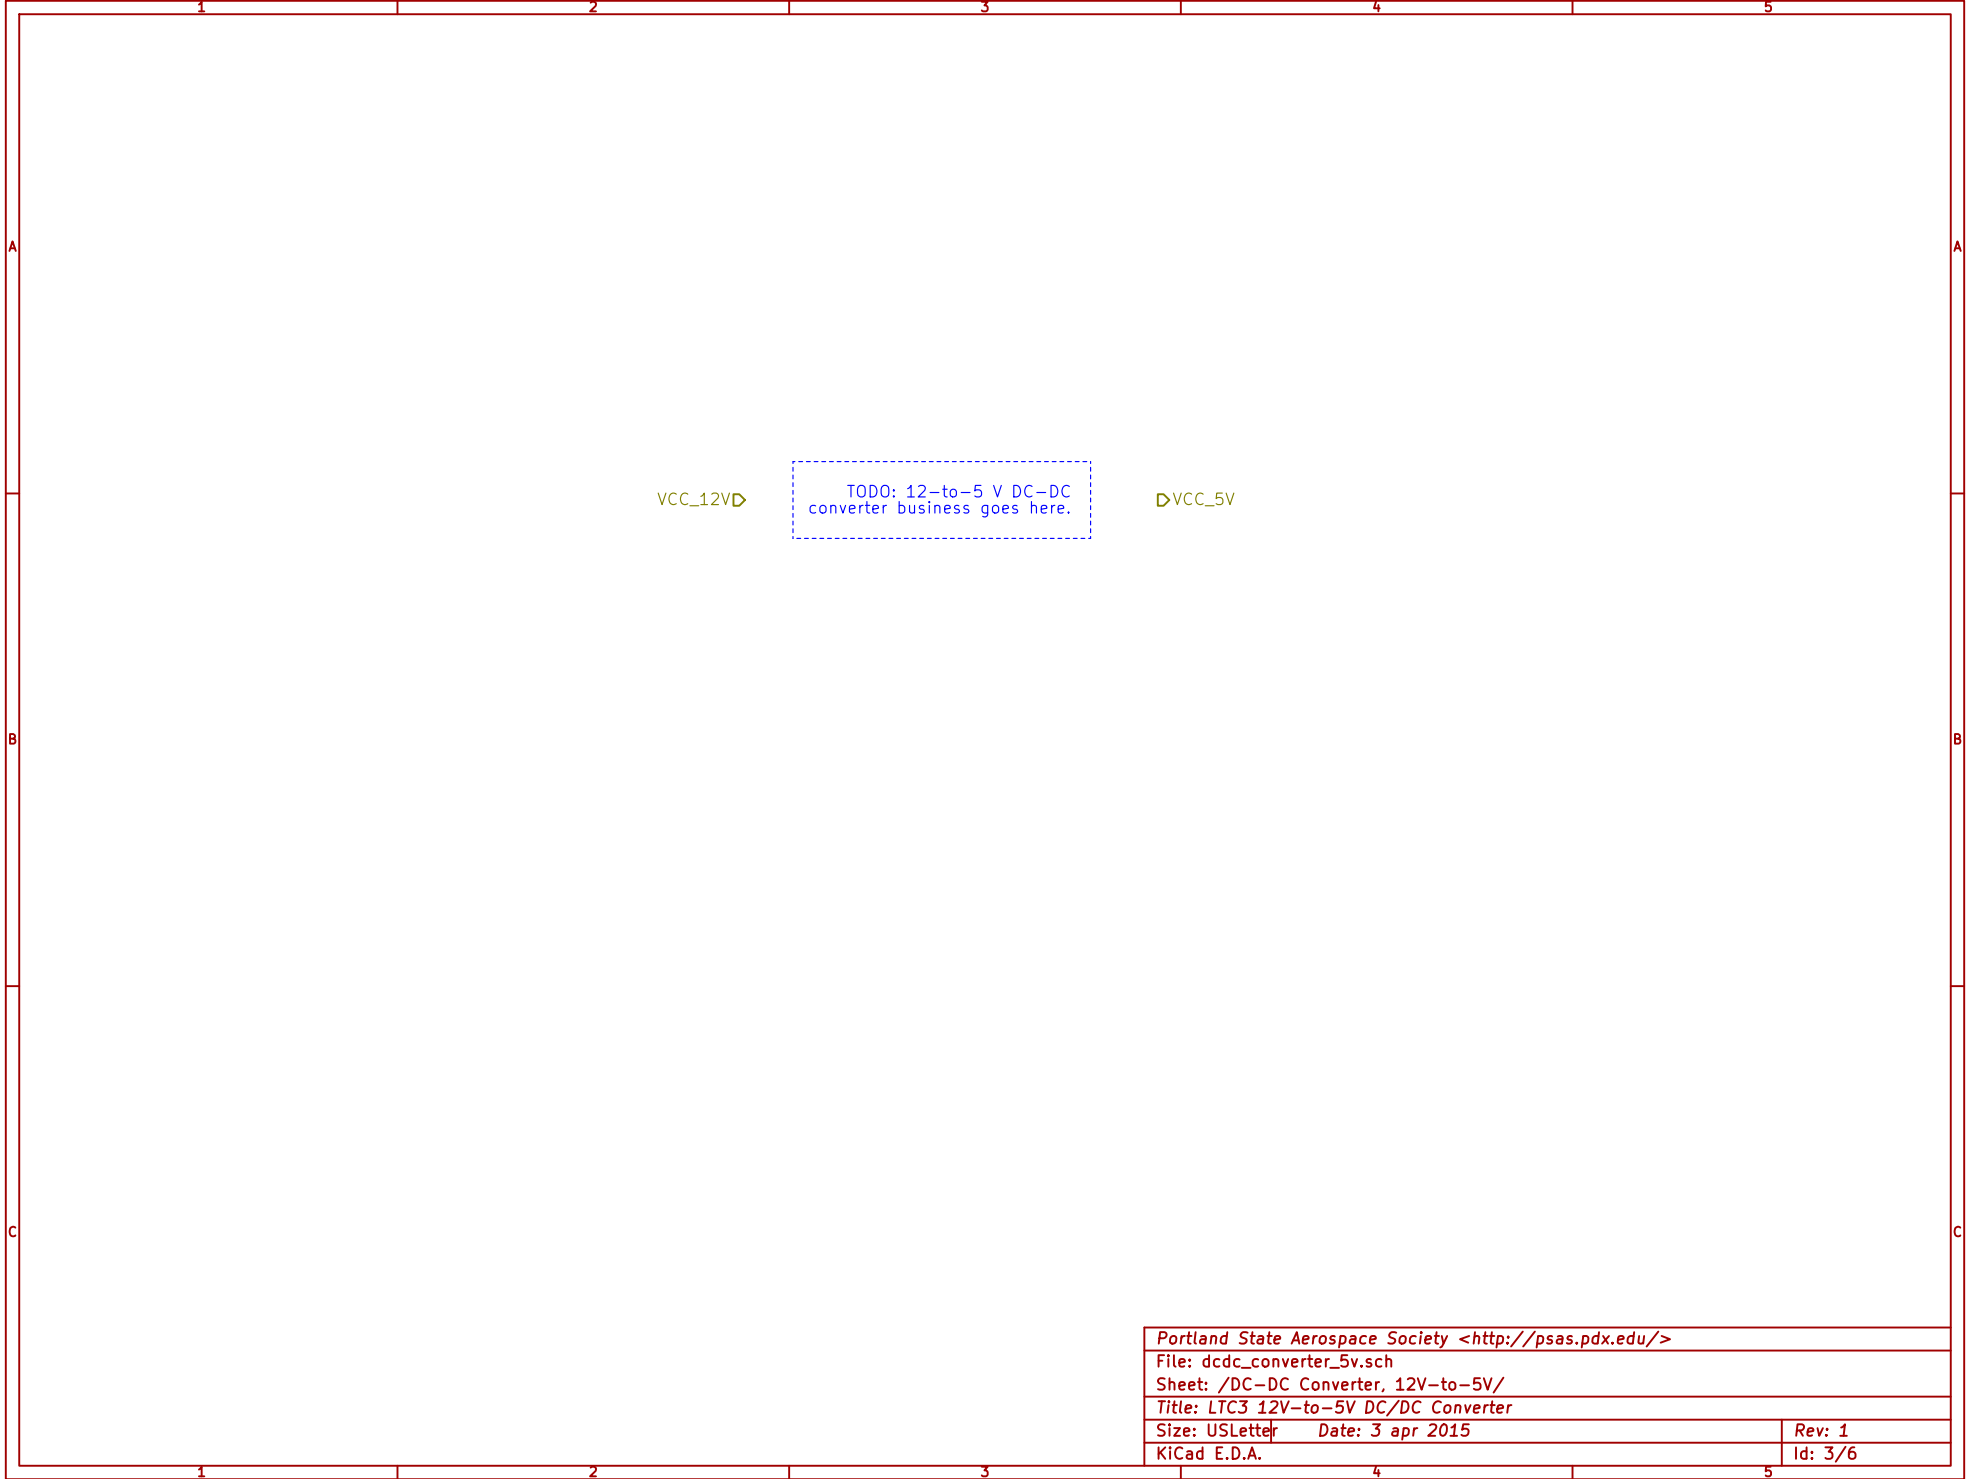 1 2 3 4 5
A A
VCC_12V TODO: 12-to-5 V DC-DC VCC_5V
converter business goes here.
B B
C C
Portland State Aerospace Society <http://psas.pdx.edu/>
File: dcdc_converter_5v.sch
Sheet: /DC-DC Converter, 12V-to-5V/
Title: LTC3 12V-to-5V DC/DC Converter
Size: USLetter Date: 3 apr 2015 Rev: 1
KiCad E.D.A. Id: 3/6
1 2 3 4 5